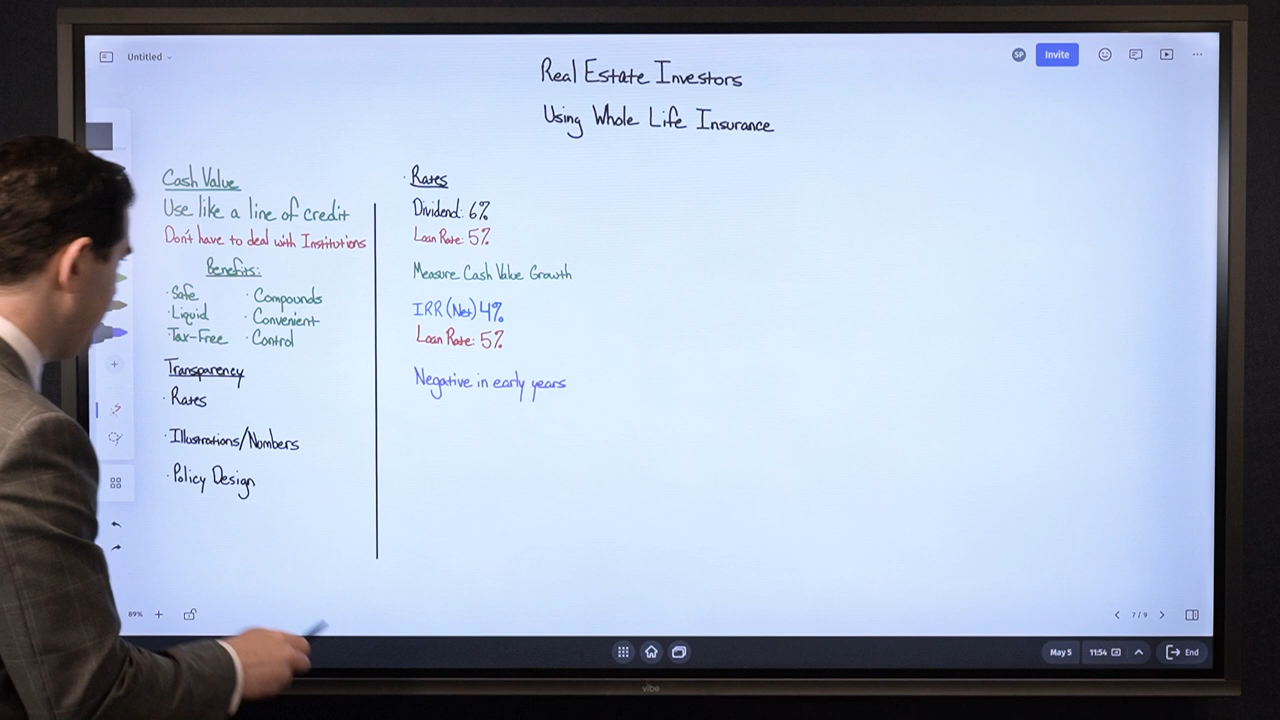 Untitled
SP
Invite
Real Estate Investors
Using Whole Life Insurance
Cash Value
Use like a line of credit
Don't have to deal with Institutions
Benefits:
· Safe · Compounds
· Liquid · Convenient
· Tax-Free · Control
Transparency
· Rates
· Illustrations/Numbers
· Policy Design
· Rates
Dividend: 6%
Loan Rate: 5%
Measure Cash Value Growth
IRR (Net) 4%
Loan Rate: 5%
Negative in early years
89%
7/9
May 5
11:54
End
vibe